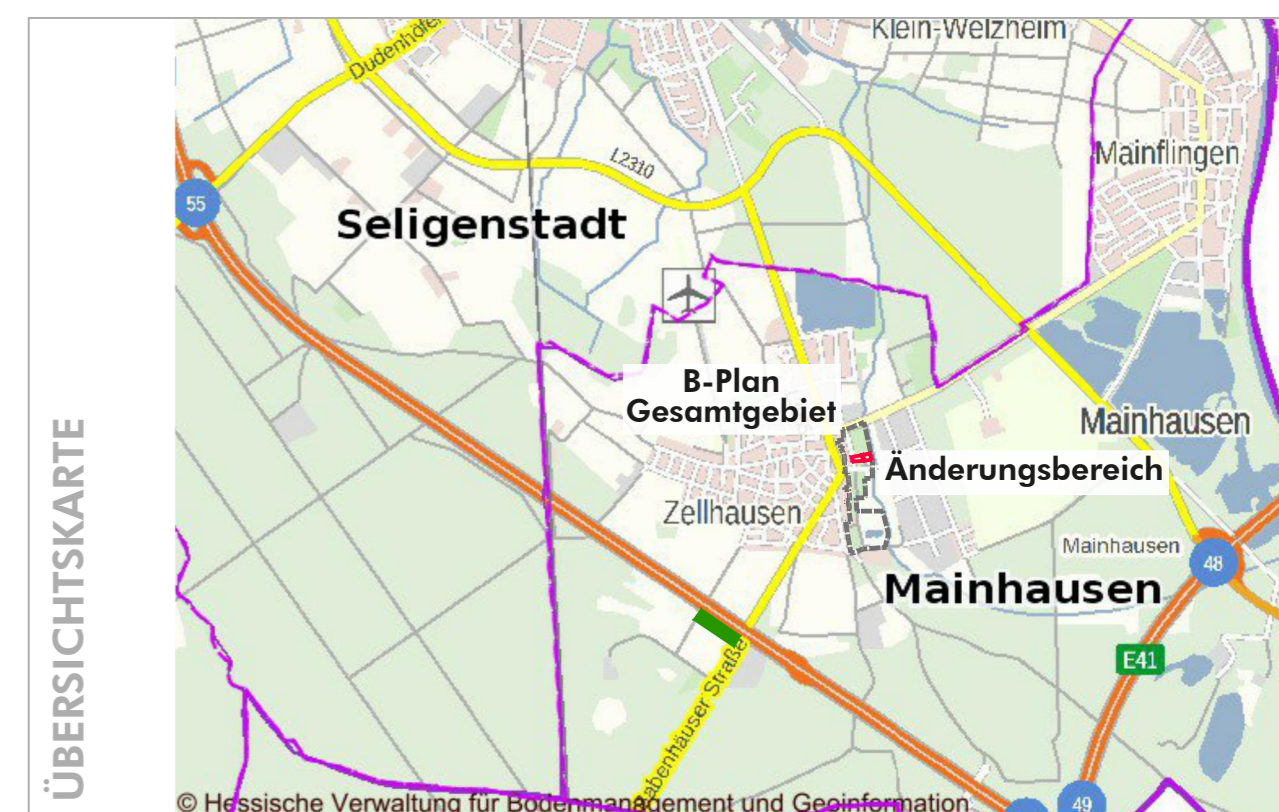 ÜBERSICHTSKARTE
Klein-Welzheim
Dudenhöfer
Mainflingen
L2310
55
Seligenstadt
B-Plan
Gesamtgebiet
Mainhausen
Änderungsbereich
Zellhausen
Mainhausen
48
Mainhausen
E41
abenhäuser Straße
49
© Hessische Verwaltung für Bodenmanagement und Geoinformation